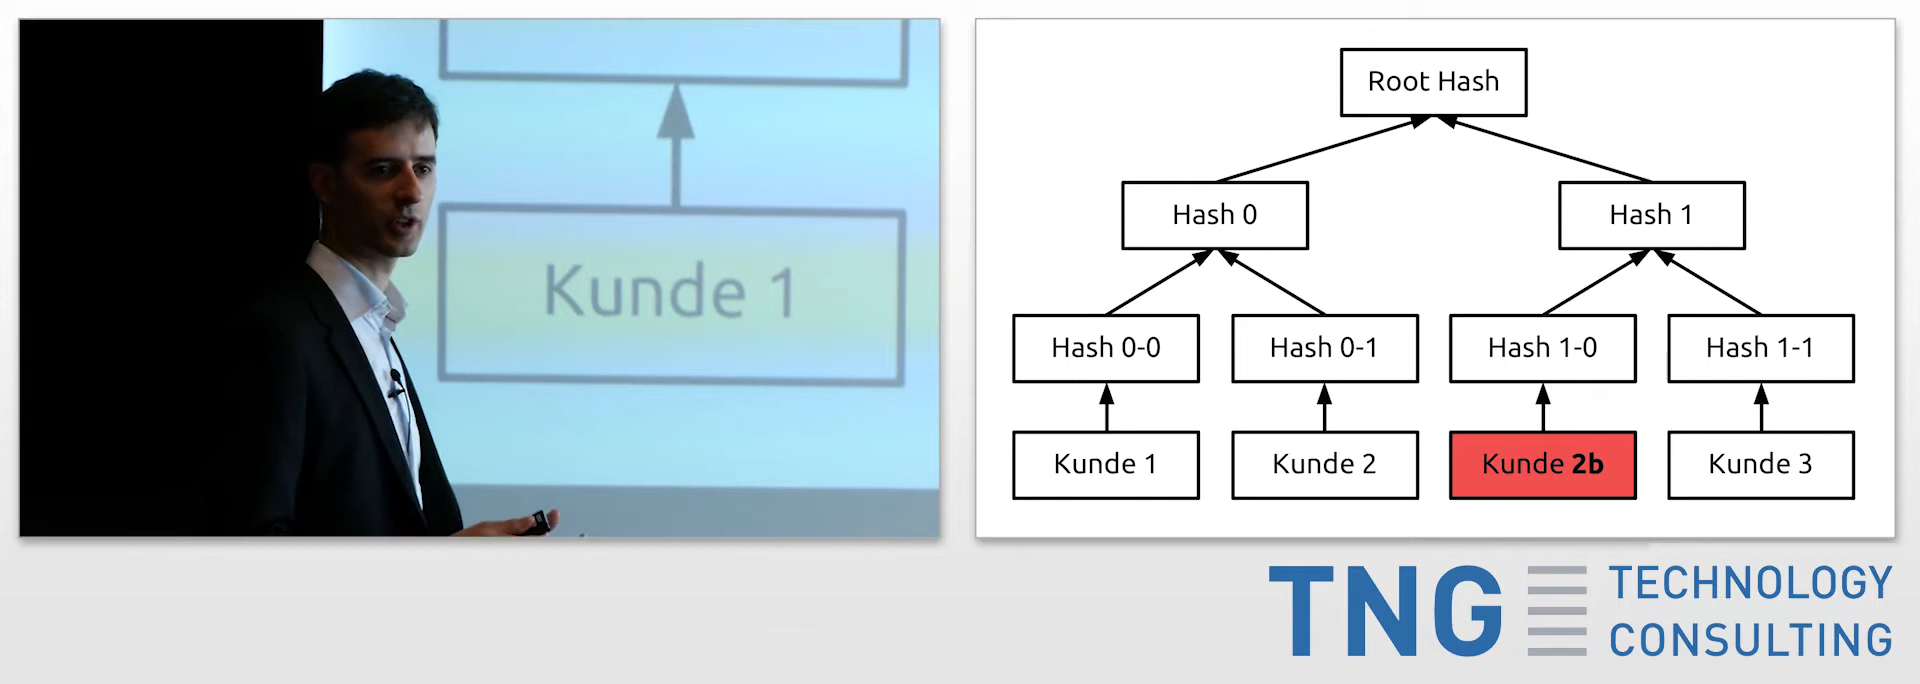 Kunde 1
Root Hash
Hash 0
Hash 1
Hash 0-0
Hash 0-1
Hash 1-0
Hash 1-1
Kunde 1
Kunde 2
Kunde 2b
Kunde 3
TNG TECHNOLOGY
CONSULTING